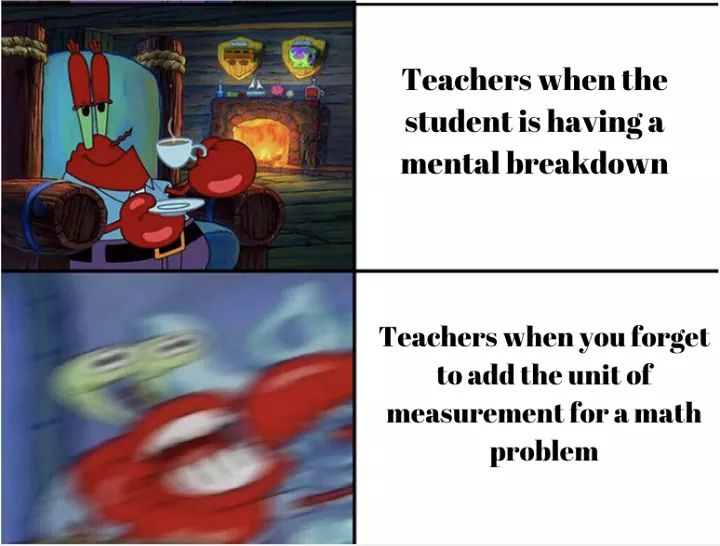 Teachers when the
student is having a
mental breakdown
Teachers when you forget
to add the unit of
measurement for a math
problem